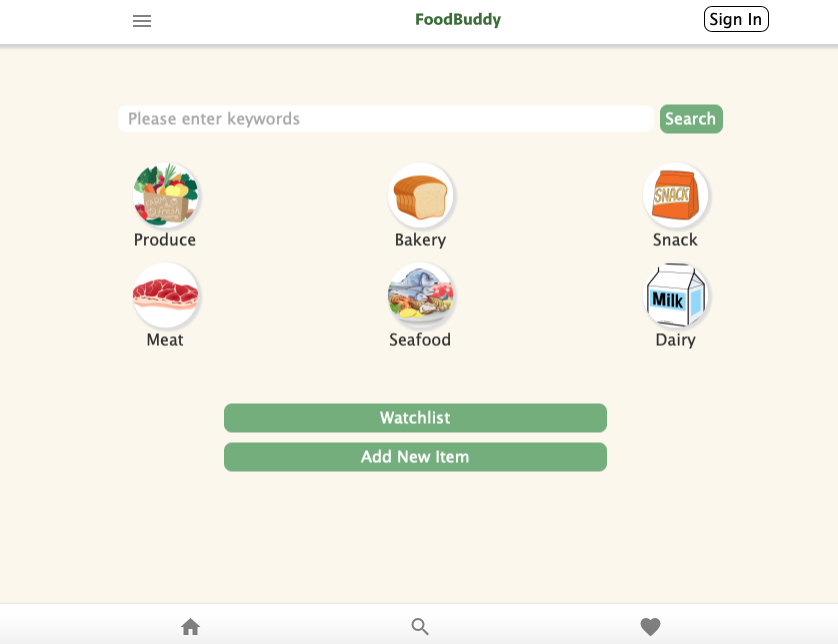 FoodBuddy
Sign In
Please enter keywords
Search
SNACK
Produce
Bakery
Snack
Milk
Meat
Seafood
Dairy
Watchlist
Add New Item